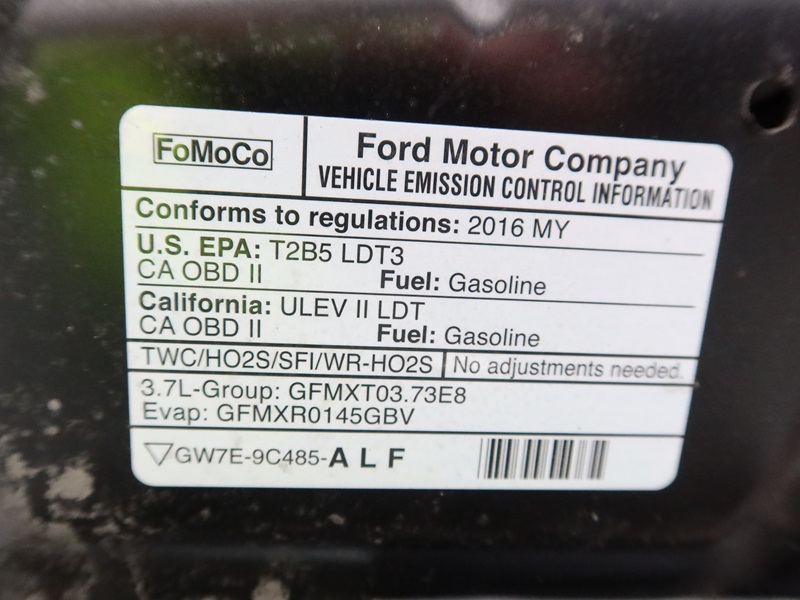 FoMoCo
Ford Motor Company
VEHICLE EMISSION CONTROL INFORMATION
Conforms to regulations: 2016 MY
U.S. EPA: T2B5 LDT3
CA OBD II Fuel: Gasoline
California: ULEV II LDT
CA OBD II Fuel: Gasoline
TWC/HO2S/SFI/WR-HO2S No adjustments needed.
3.7L-Group: GFMXT03.73E8
Evap: GFMXR0145GBV
GW7E-9C485-A L F